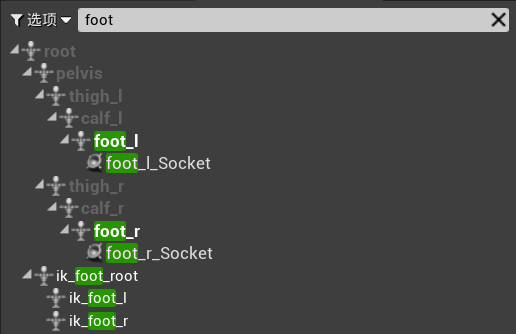 选项 foot
root
pelvis
thigh_l
calf_l
foot_l
foot_l_Socket
thigh_r
calf_r
foot_r
foot_r_Socket
ik_foot_root
ik_foot_l
ik_foot_r